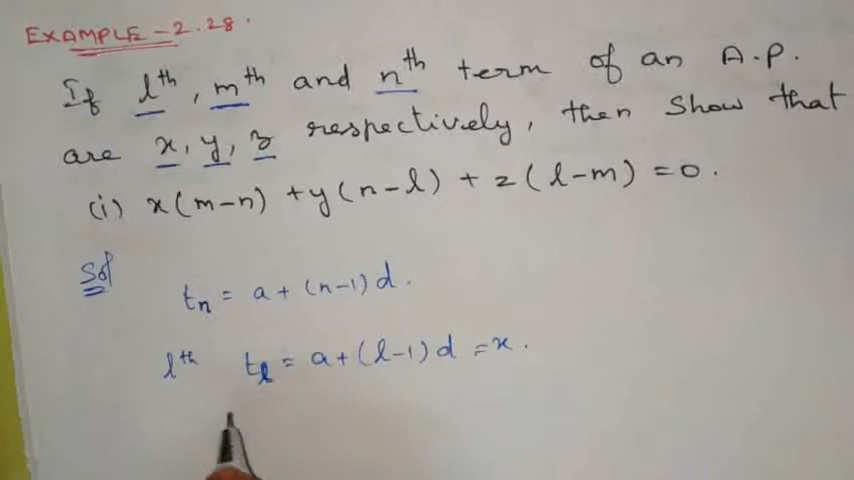 EXAMPLE-2.28.
If lth, mth and nth term of an A.P.
are x, y, z respectively, then show that
(i) x(m-n) + y(n-l) + z(l-m) = 0.
Sol
tn = a + (n-1)d.
lth tl = a + (l-1)d = x.